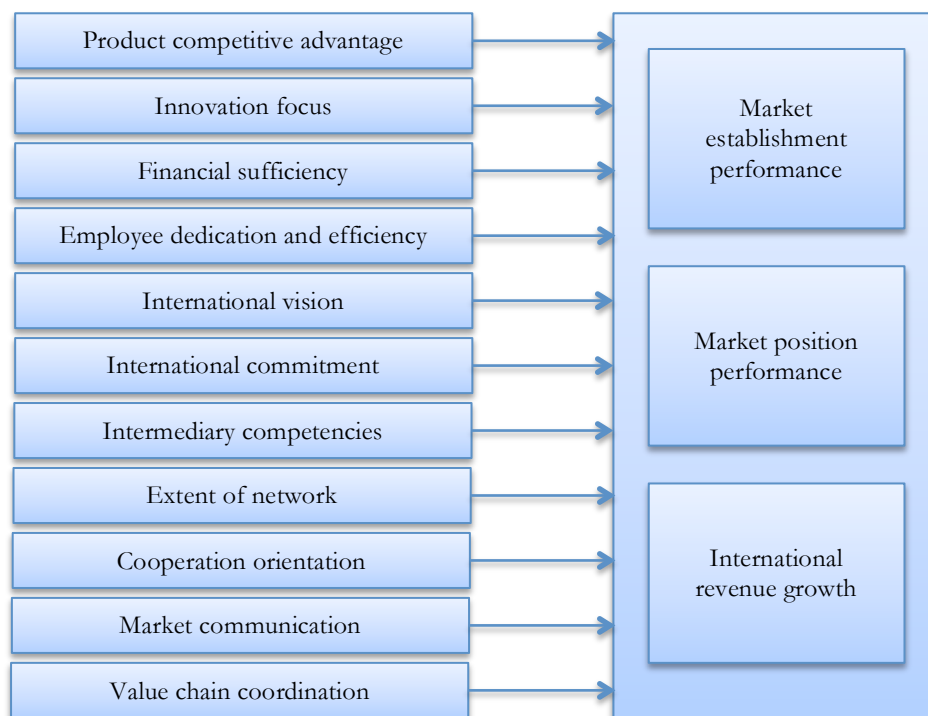 Product competitive advantage
Innovation focus
Financial sufficiency
Employee dedication and efficiency
International vision
International commitment
Intermediary competencies
Extent of network
Cooperation orientation
Market communication
Value chain coordination
Market
establishment
performance
Market position
performance
International
revenue growth